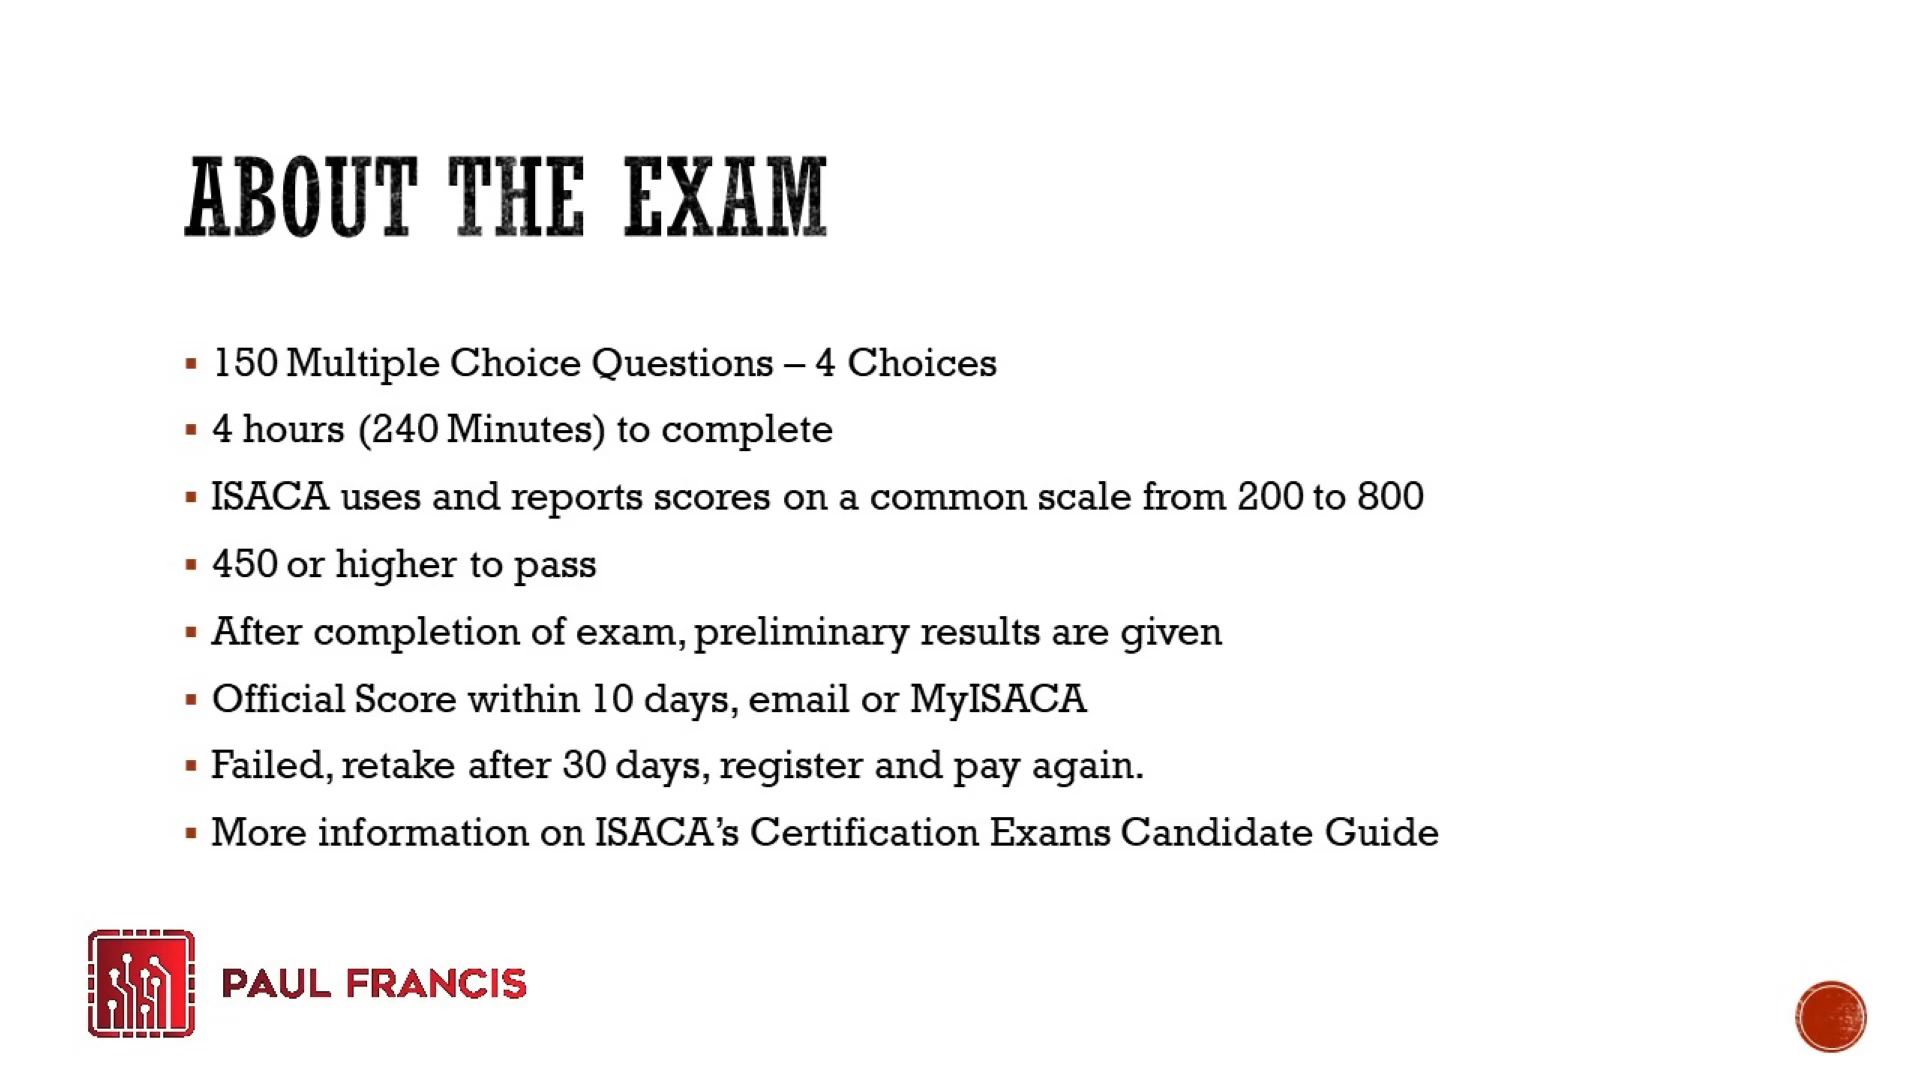 ABOUT THE EXAM
▪ 150 Multiple Choice Questions – 4 Choices
▪ 4 hours (240 Minutes) to complete
▪ ISACA uses and reports scores on a common scale from 200 to 800
▪ 450 or higher to pass
▪ After completion of exam, preliminary results are given
▪ Official Score within 10 days, email or MyISACA
▪ Failed, retake after 30 days, register and pay again.
▪ More information on ISACA’s Certification Exams Candidate Guide
PAUL FRANCIS